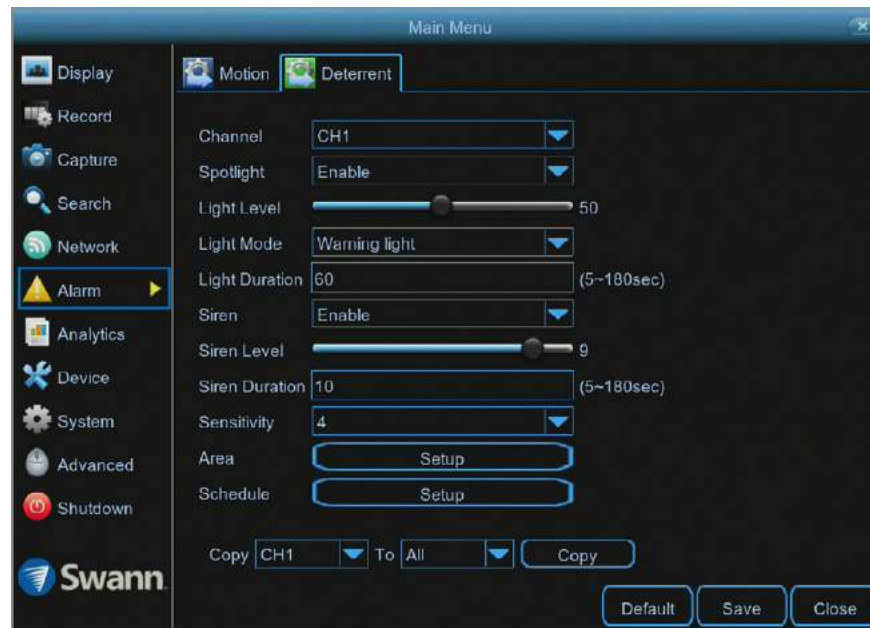 Main Menu
Display
Record
Capture
Search
Network
Alarm
Analytics
Device
System
Advanced
Shutdown
Swann
Motion Deterrent
Channel CH1
Spotlight Enable
Light Level 50
Light Mode Warning light
Light Duration 60 (5~180sec)
Siren Enable
Siren Level 9
Siren Duration 10 (5~180sec)
Sensitivity 4
Area Setup
Schedule Setup
Copy CH1 To All Copy
Default Save Close